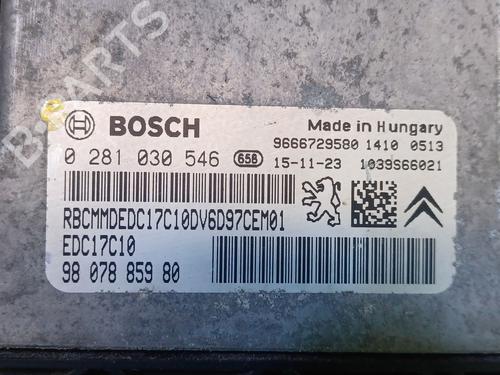 B-PARTS
BOSCH
Made in Hungary
9666729580 1410 0513
0 281 030 546 658 15-11-23 1039S66021
RBCMMDEDC17C10DV6D97CEM01
EDC17C10
98 078 859 80